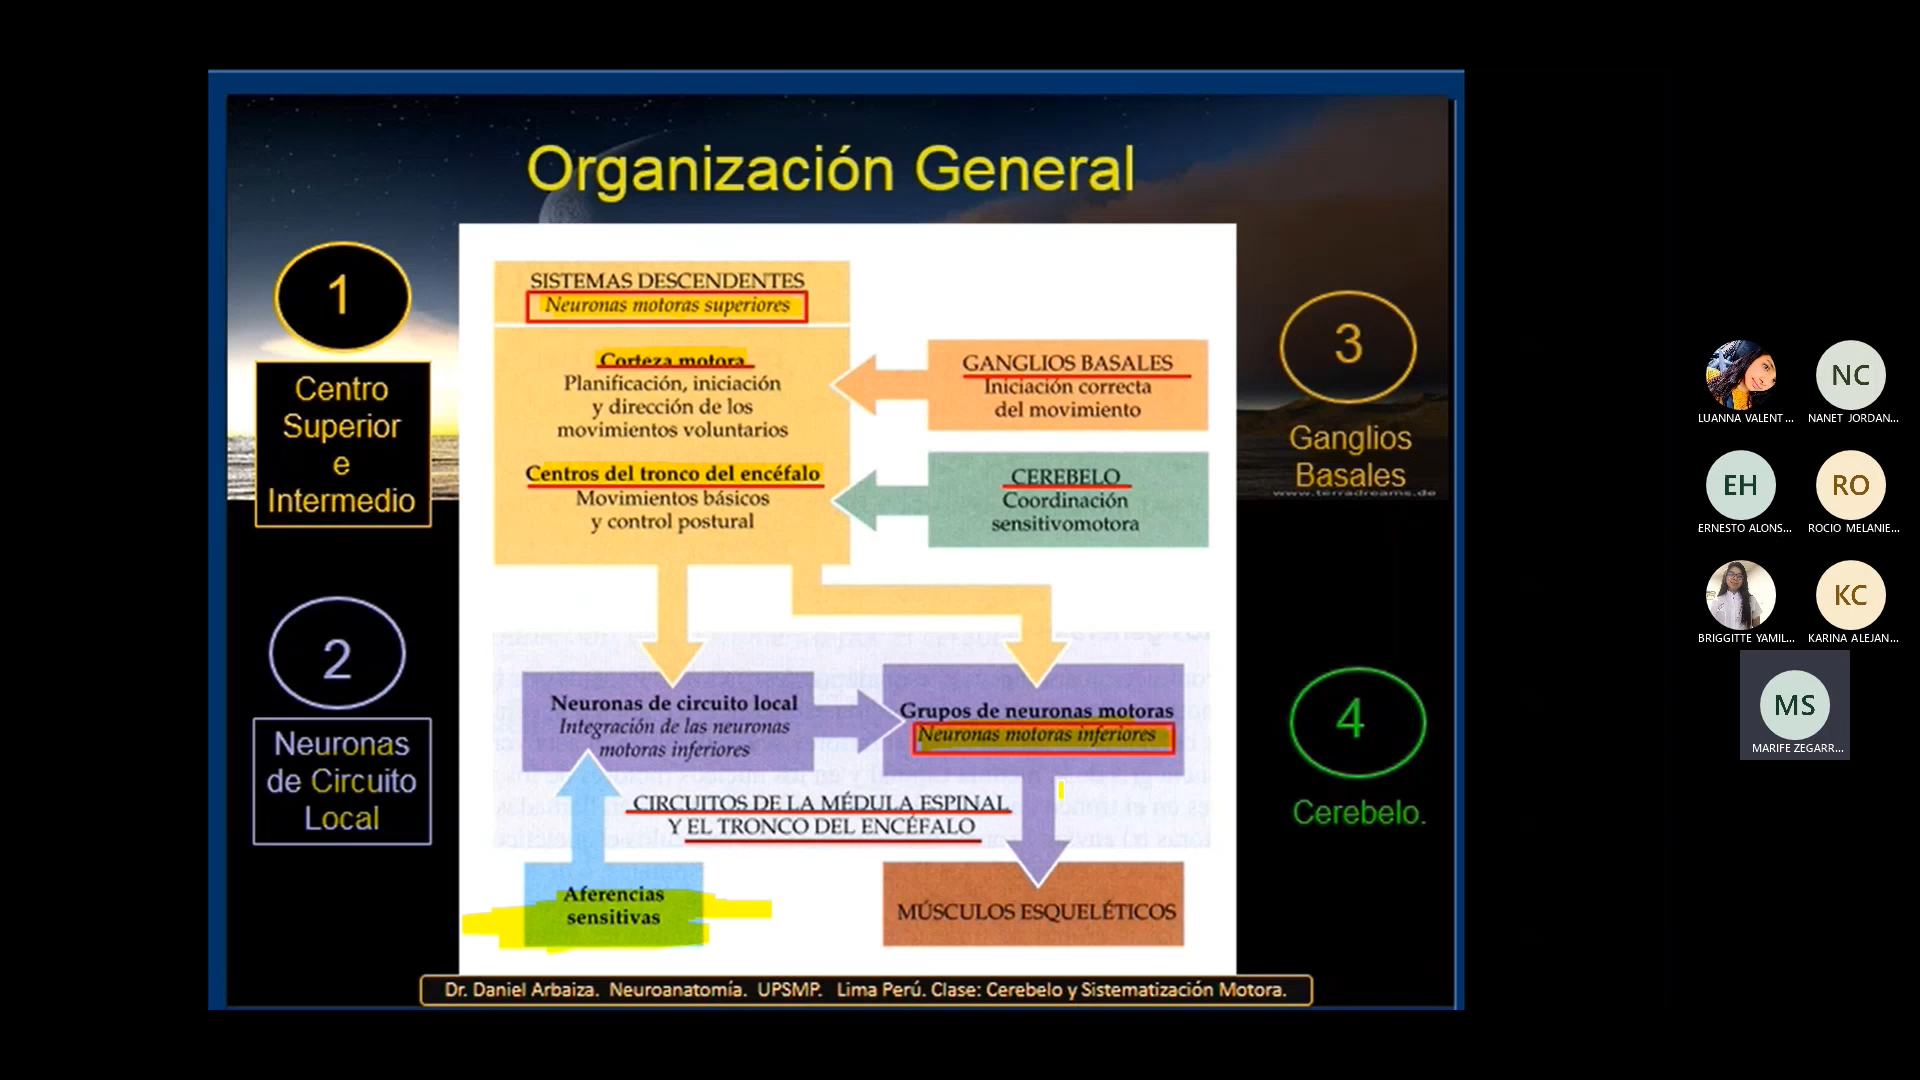 Organización General
1
Centro
Superior
e
Intermedio
2
Neuronas
de Circuito
Local
SISTEMAS DESCENDENTES
Neuronas motoras superiores
Corteza motora
Planificación, iniciación
y dirección de los
movimientos voluntarios
Centros del tronco del encéfalo
Movimientos básicos
y control postural
GANGLIOS BASALES
Iniciación correcta
del movimiento
CEREBELO
Coordinación
sensitivomotora
Neuronas de circuito local
Integración de las neuronas
motoras inferiores
Grupos de neuronas motoras
Neuronas motoras inferiores
CIRCUITOS DE LA MÉDULA ESPINAL
Y EL TRONCO DEL ENCÉFALO
Aferencias
sensitivas
MÚSCULOS ESQUELÉTICOS
3
Ganglios
Basales
www.terradreams.de
4
Cerebelo.
Dr. Daniel Arbaiza. Neuroanatomía. UPSMP. Lima Perú. Clase: Cerebelo y Sistematización Motora.
LUANNA VALENT...
NC
NANET JORDAN...
EH
ERNESTO ALONS...
RO
ROCIO MELANIE...
BRIGGITTE YAMIL...
KC
KARINA ALEJAN...
MS
MARIFE ZEGARR...